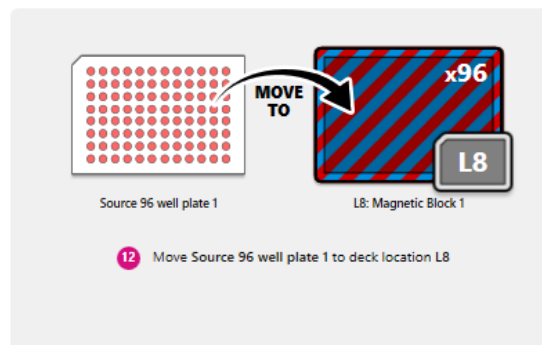 x96
MOVE
TO
L8
Source 96 well plate 1
L8: Magnetic Block 1
12 Move Source 96 well plate 1 to deck location L8